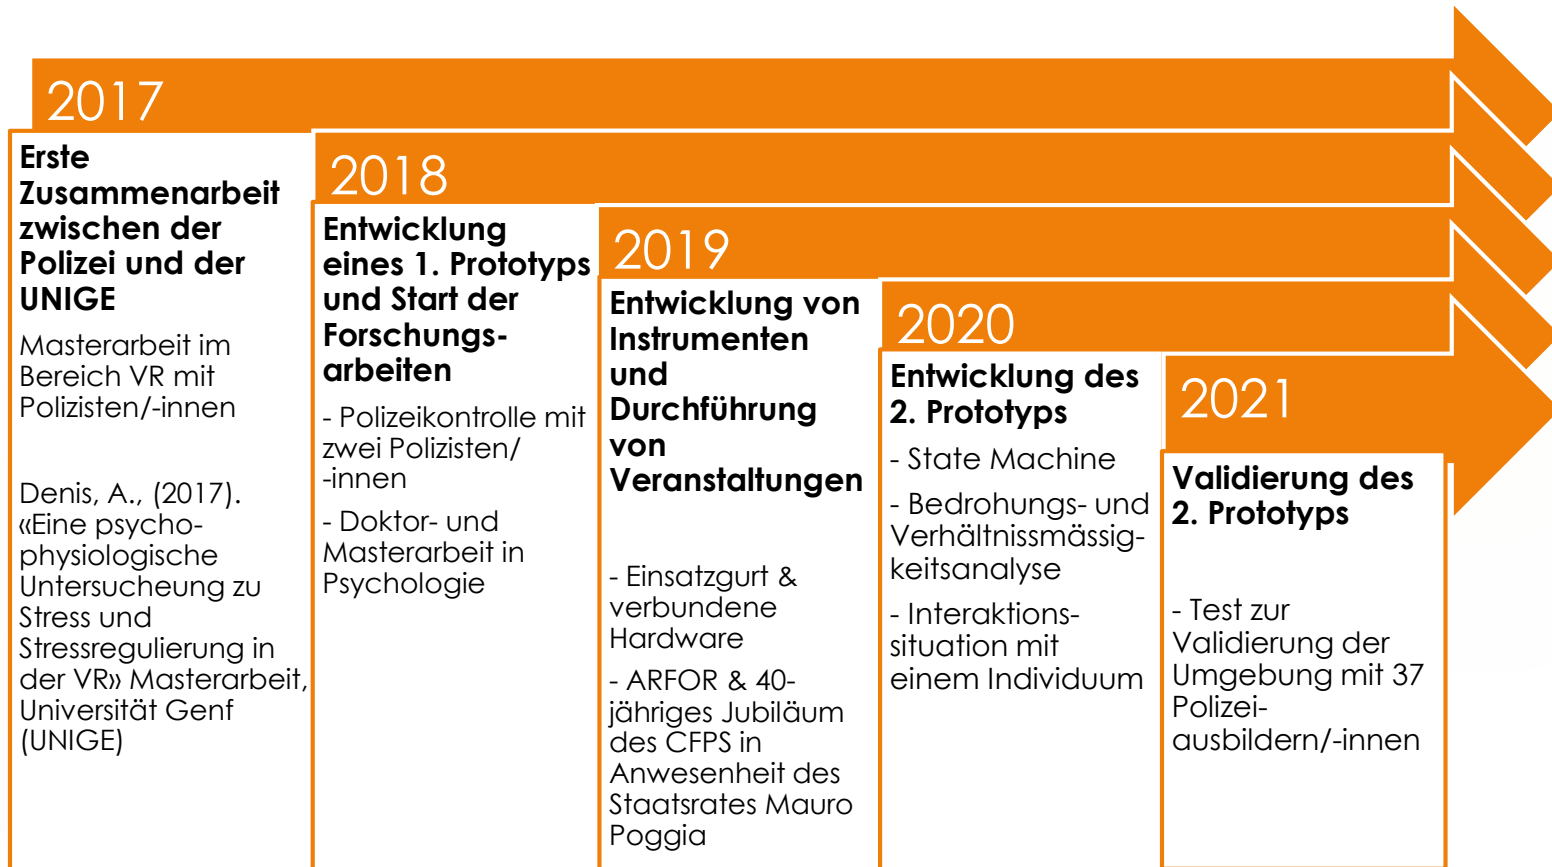 2017
Erste
Zusammenarbeit
zwischen der
Polizei und der
UNIGE
Masterarbeit im
Bereich VR mit
Polizisten/-innen
Denis, A., (2017).
«Eine psycho-
physiologische
Untersucheung zu
Stress und
Stressregulierung in
der VR» Masterarbeit,
Universität Genf
(UNIGE)
2018
Entwicklung
eines 1. Prototyps
und Start der
Forschungs-
arbeiten
- Polizeikontrolle mit
zwei Polizisten/
-innen
- Doktor- und
Masterarbeit in
Psychologie
2019
Entwicklung von
Instrumenten
und
Durchführung
von
Veranstaltungen
- Einsatzgurt &
verbundene
Hardware
- ARFOR & 40-
jähriges Jubiläum
des CFPS in
Anwesenheit des
Staatsrates Mauro
Poggia
2020
Entwicklung des
2. Prototyps
- State Machine
- Bedrohungs- und
Verhältnissmässig-
keitsanalyse
- Interaktions-
situation mit
einem Individuum
2021
Validierung des
2. Prototyps
- Test zur
Validierung der
Umgebung mit 37
Polizei-
ausbildern/-innen